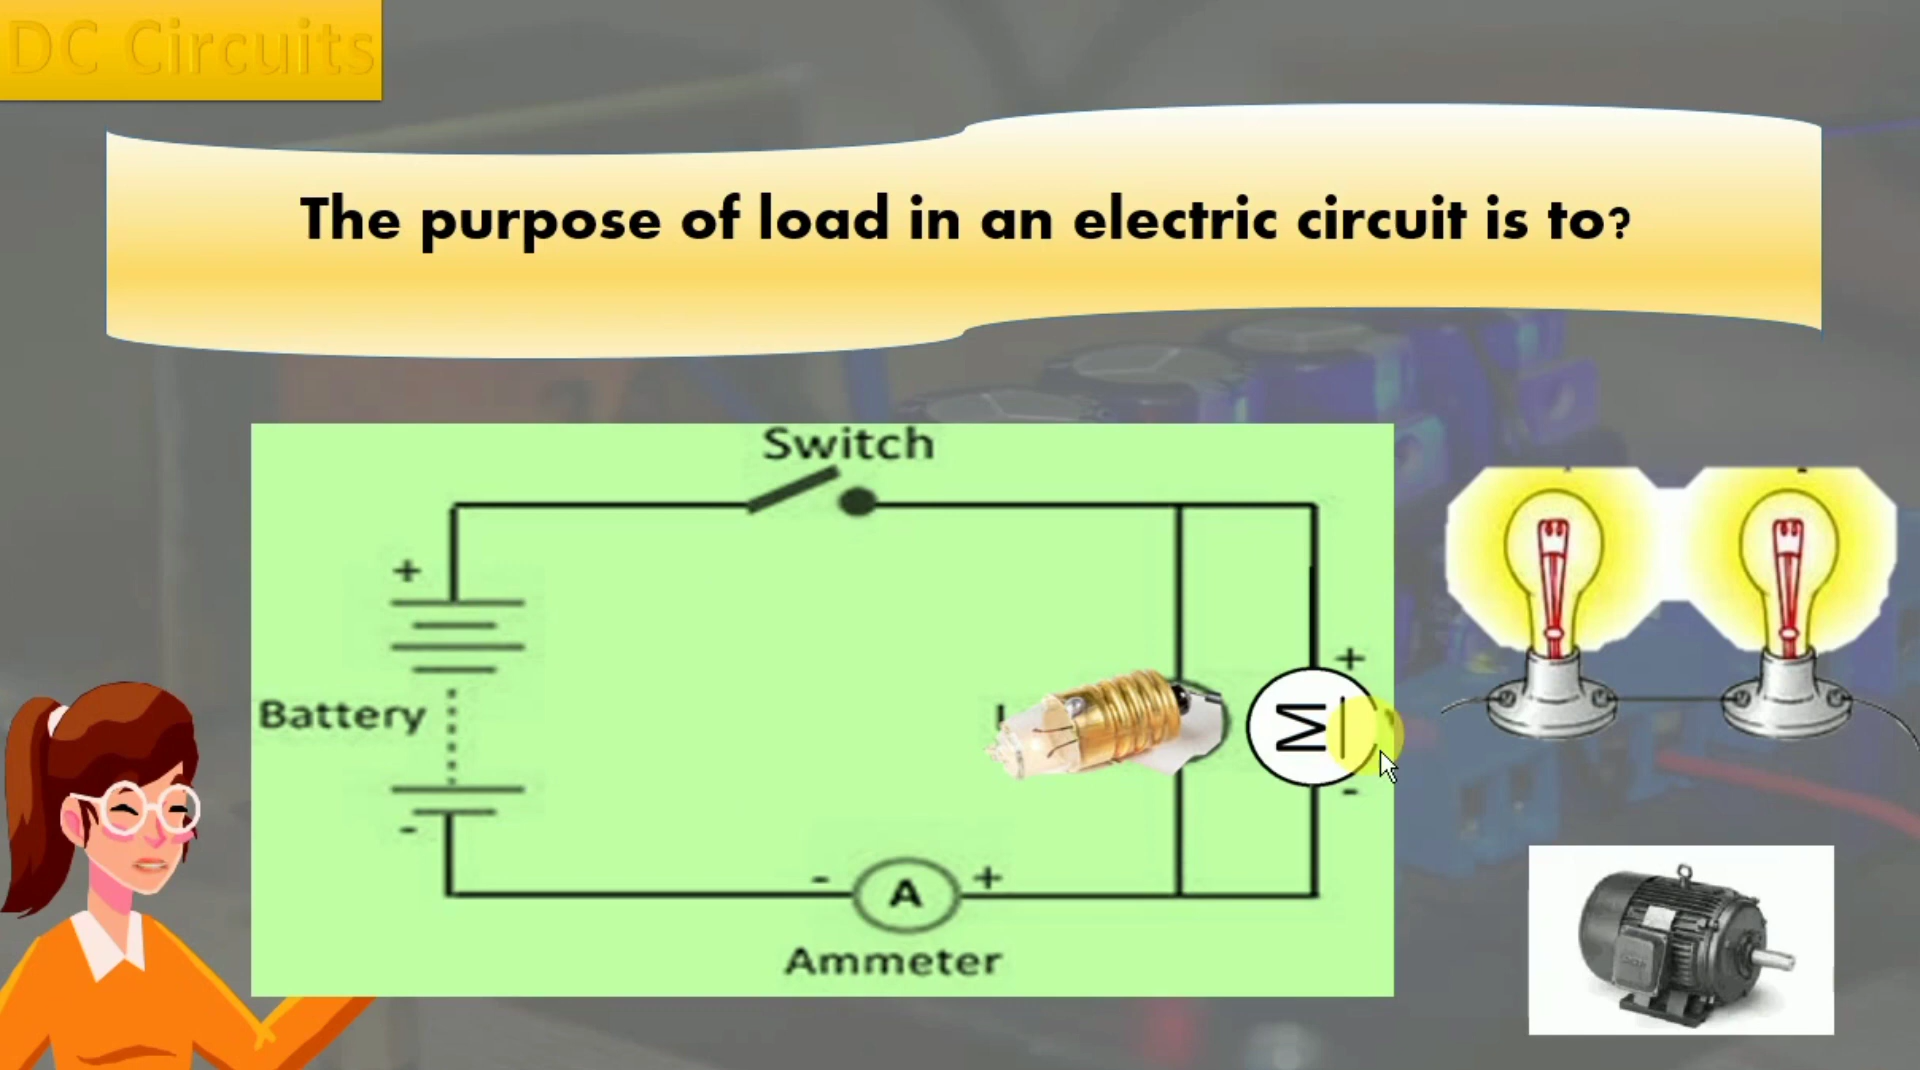 DC Circuits
The purpose of load in an electric circuit is to?
Switch
+
+
Battery
M
-
-
-
A
+
Ammeter